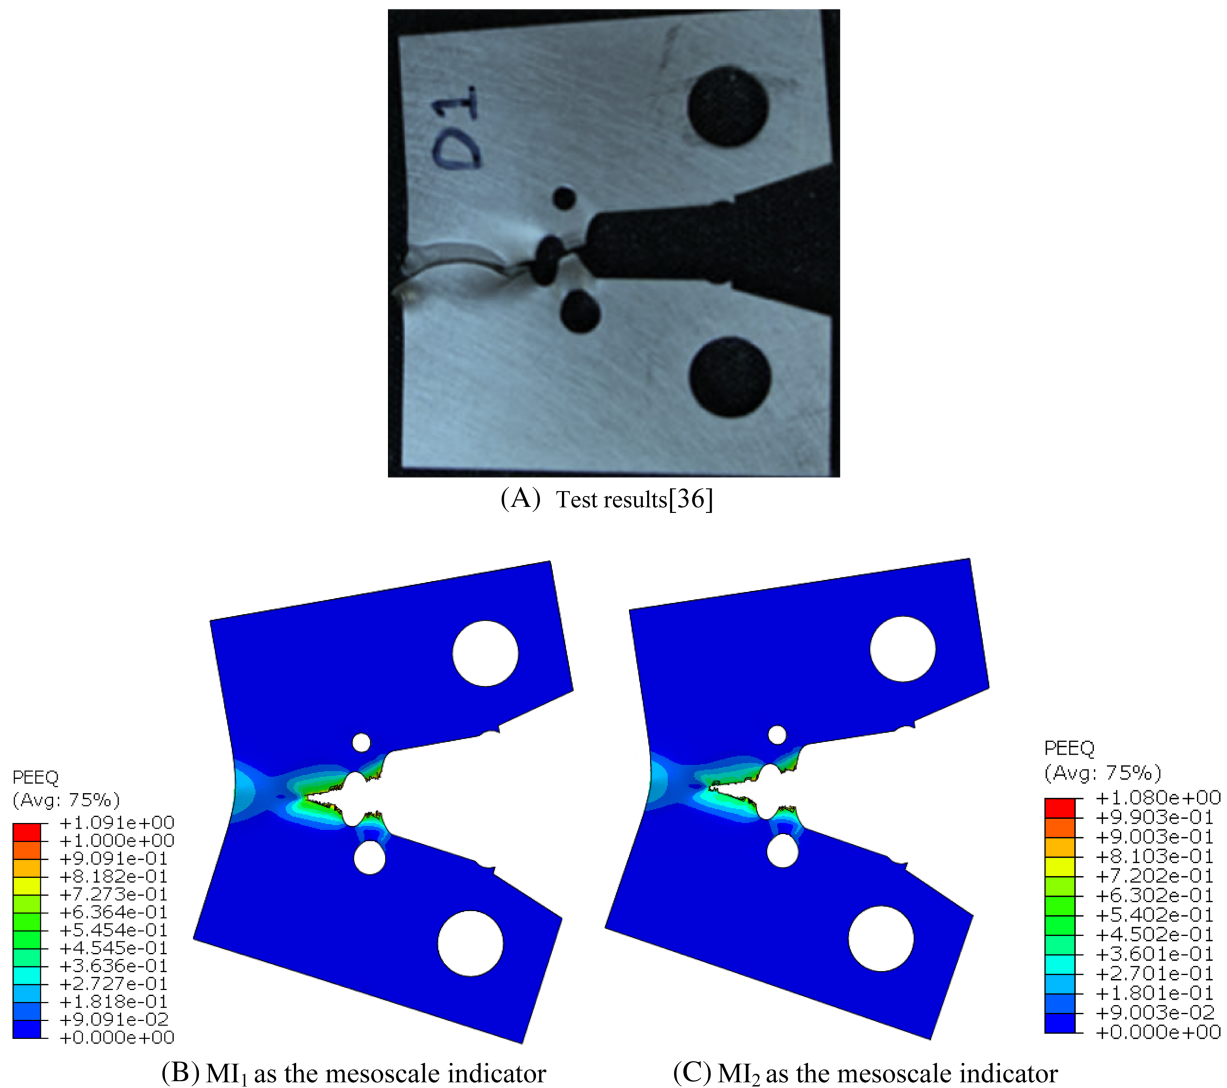 D1
(A) Test results[36]
PEEQ
(Avg: 75%)
+1.091e+00
+1.000e+00
+9.091e-01
+8.182e-01
+7.273e-01
+6.364e-01
+5.454e-01
+4.545e-01
+3.636e-01
+2.727e-01
+1.818e-01
+9.091e-02
+0.000e+00
PEEQ
(Avg: 75%)
+1.080e+00
+9.903e-01
+9.003e-01
+8.103e-01
+7.202e-01
+6.302e-01
+5.402e-01
+4.502e-01
+3.601e-01
+2.701e-01
+1.801e-01
+9.003e-02
+0.000e+00
(B) MI₁ as the mesoscale indicator
(C) MI₂ as the mesoscale indicator